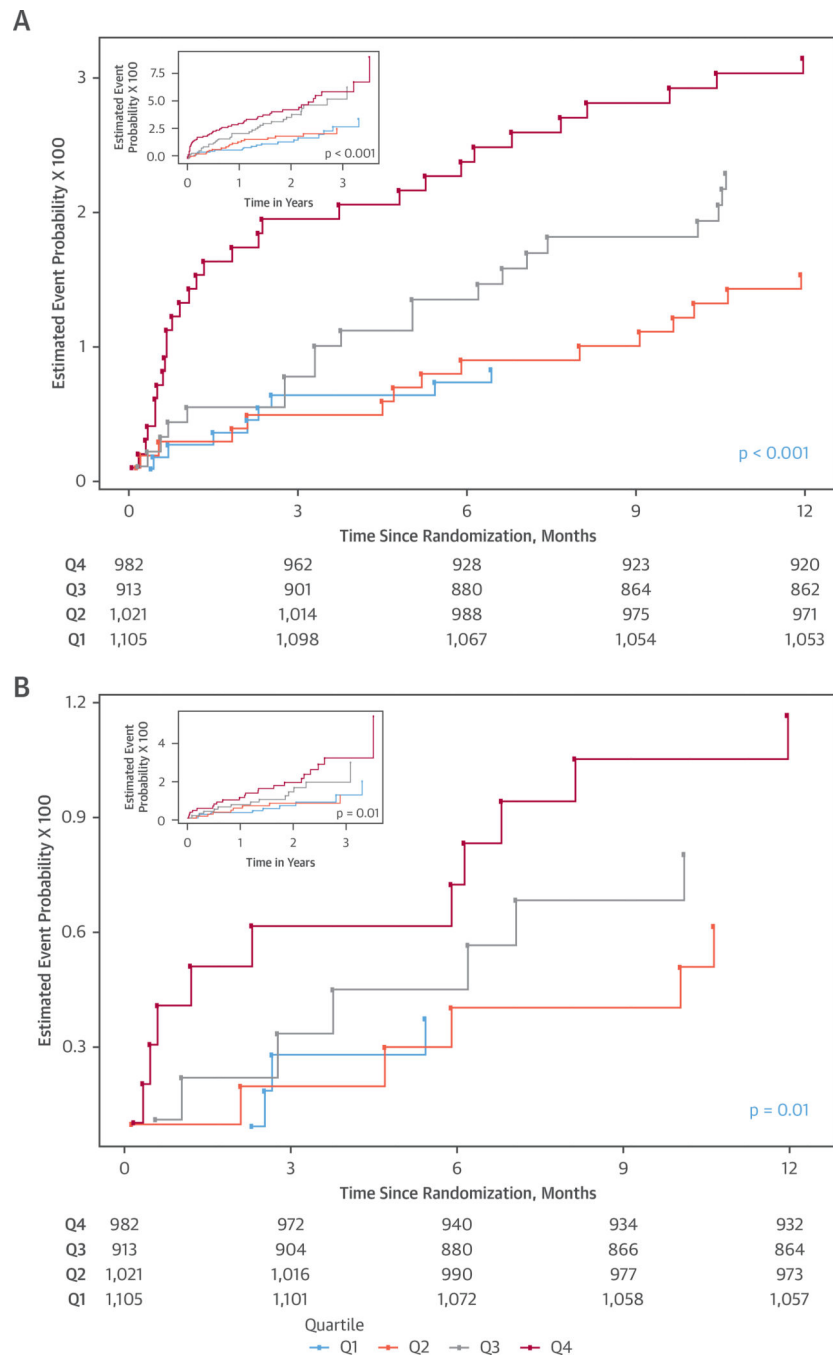 A
Estimated Event Probability X 100
3
2
1
0
Estimated Event
Probability X 100
7.5
5.0
2.5
0.0
0 1 2 3
Time in Years
p < 0.001
p < 0.001
0 3 6 9 12
Time Since Randomization, Months
Q4 982 962 928 923 920
Q3 913 901 880 864 862
Q2 1,021 1,014 988 975 971
Q1 1,105 1,098 1,067 1,054 1,053
B
Estimated Event Probability X 100
1.2
0.9
0.6
0.3
Estimated Event
Probability X 100
4
2
0
0 1 2 3
Time in Years
p = 0.01
p = 0.01
0 3 6 9 12
Time Since Randomization, Months
Q4 982 972 940 934 932
Q3 913 904 880 866 864
Q2 1,021 1,016 990 977 973
Q1 1,105 1,101 1,072 1,058 1,057
Quartile
Q1 Q2 Q3 Q4